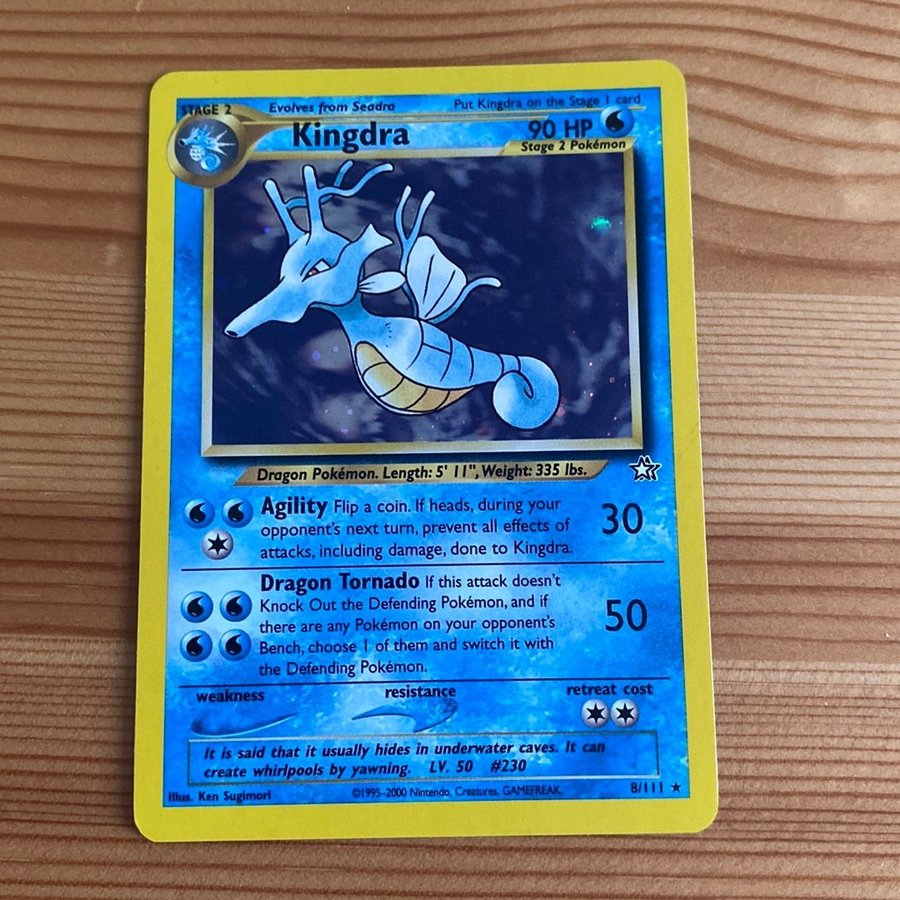 STAGE 2 Evolves from Seadra Put Kingdra on the Stage 1 card
Kingdra 90 HP
Stage 2 Pokémon
Dragon Pokémon. Length: 5' 11", Weight: 335 lbs.
Agility Flip a coin. If heads, during your
opponent's next turn, prevent all effects of
attacks, including damage, done to Kingdra.
30
Dragon Tornado If this attack doesn't
Knock Out the Defending Pokémon, and if
there are any Pokémon on your opponent's
Bench, choose 1 of them and switch it with
the Defending Pokémon.
50
weakness resistance retreat cost
It is said that it usually hides in underwater caves. It can
create whirlpools by yawning. LV. 50 #230
Illus. Ken Sugimori ©1995–2000 Nintendo, Creatures, GAMEFREAK. 8/111 ★